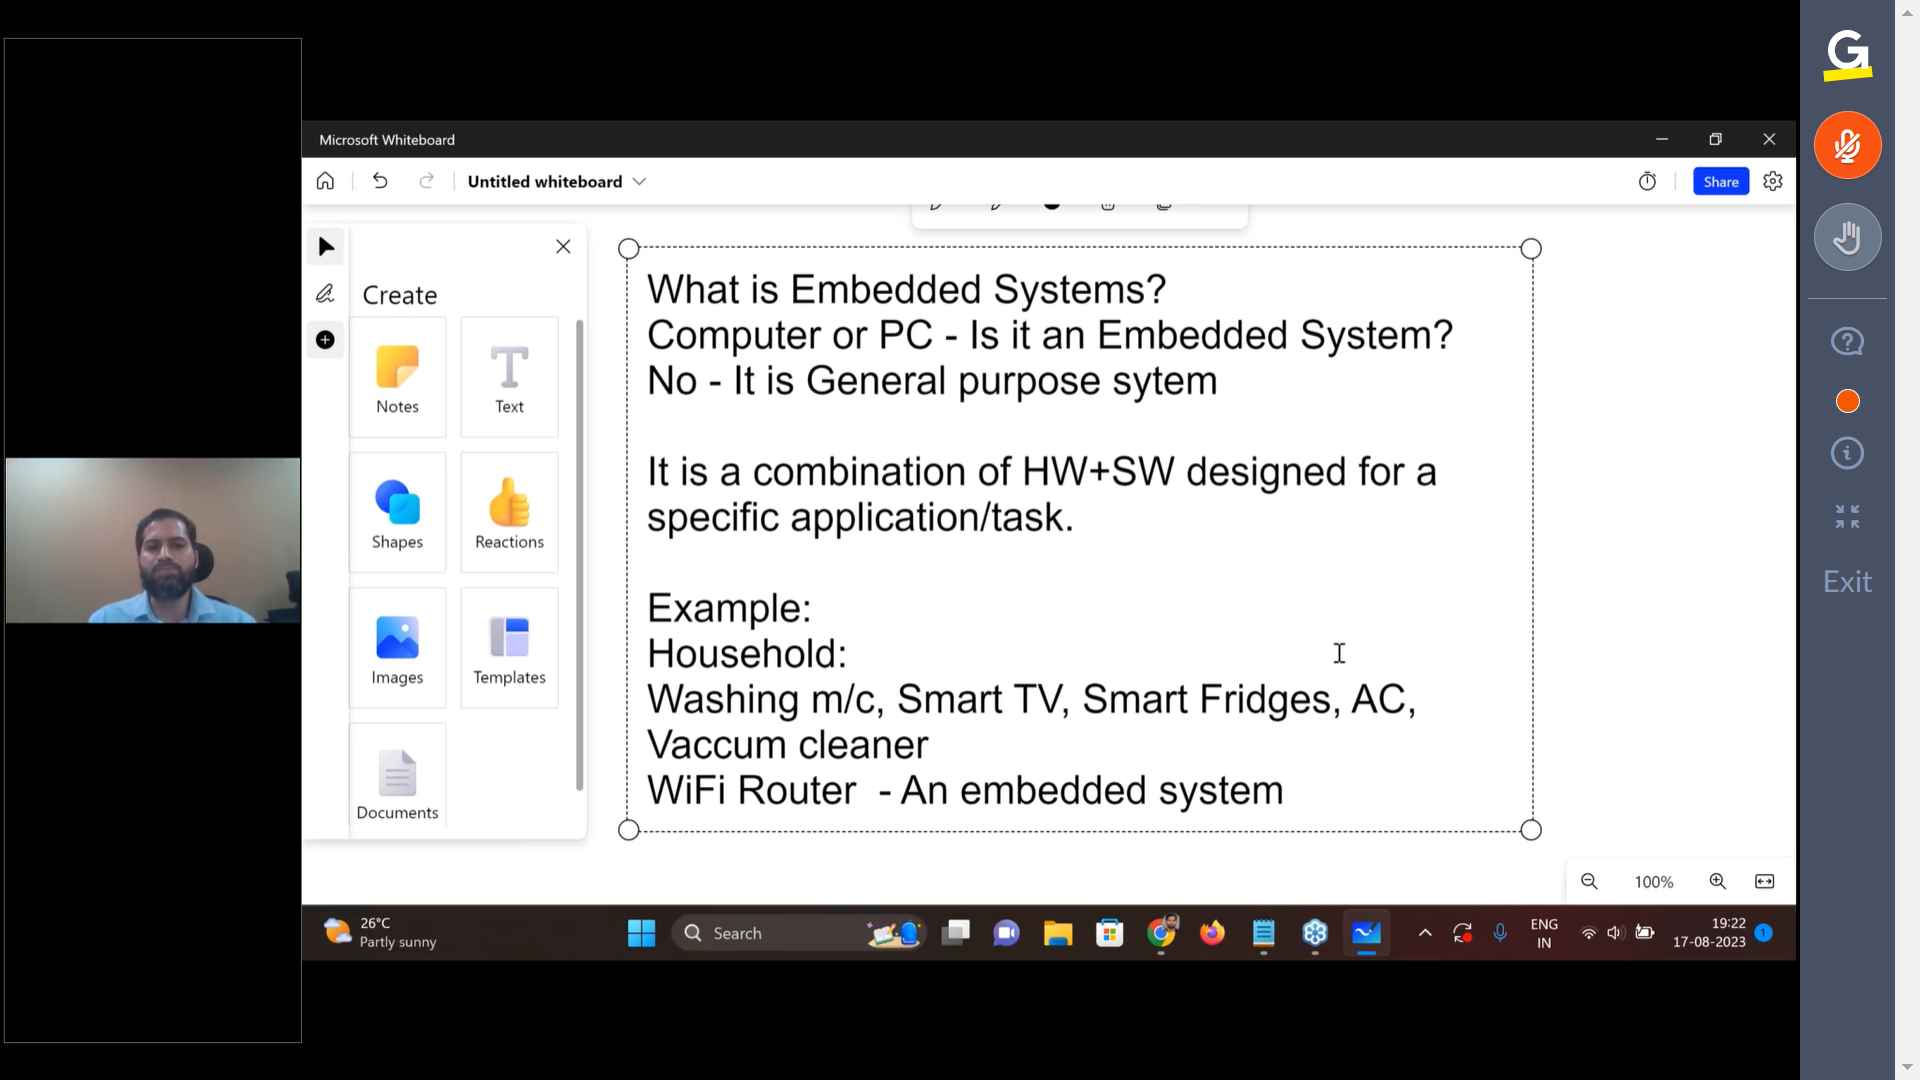 Microsoft Whiteboard
Untitled whiteboard
Share
Create
Notes
Text
Shapes
Reactions
Images
Templates
Documents
What is Embedded Systems?
Computer or PC - Is it an Embedded System?
No - It is General purpose sytem
It is a combination of HW+SW designed for a
specific application/task.
Example:
Household:
Washing m/c, Smart TV, Smart Fridges, AC,
Vaccum cleaner
WiFi Router  - An embedded system
100%
26°C
Partly sunny
Search
ENG
IN
19:22
17-08-2023
1
G
Exit